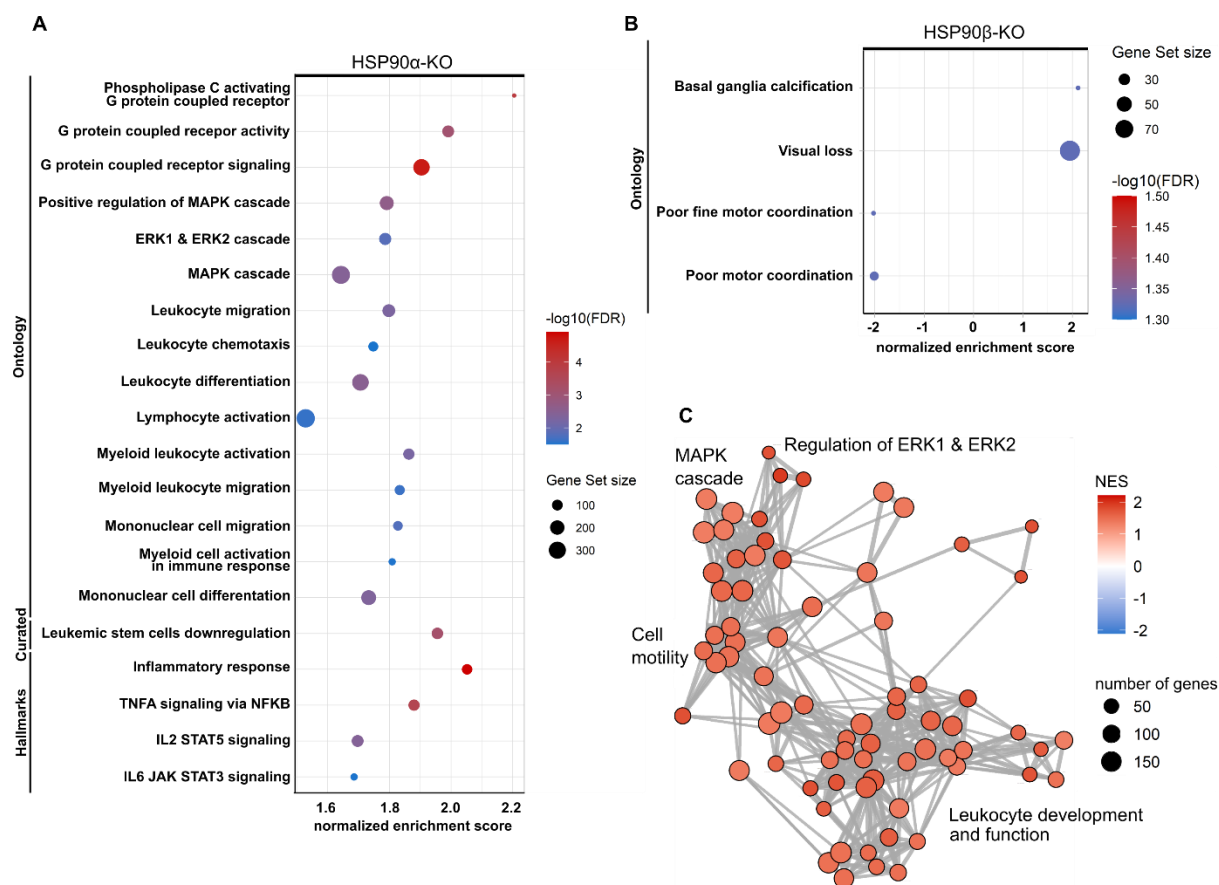 A
HSP90α-KO
Ontology
Phospholipase C activating
G protein coupled receptor
G protein coupled recepor activity
G protein coupled receptor signaling
Positive regulation of MAPK cascade
ERK1 & ERK2 cascade
MAPK cascade
Leukocyte migration
Leukocyte chemotaxis
Leukocyte differentiation
Lymphocyte activation
Myeloid leukocyte activation
Myeloid leukocyte migration
Mononuclear cell migration
Myeloid cell activation
in immune response
Mononuclear cell differentation
Curated
Leukemic stem cells downregulation
Hallmarks
Inflammatory response
TNFA signaling via NFKB
IL2 STAT5 signaling
IL6 JAK STAT3 signaling
1.6 1.8 2.0 2.2
normalized enrichment score
-log10(FDR)
4
3
2
Gene Set size
100
200
300
B
HSP90β-KO
Ontology
Basal ganglia calcification
Visual loss
Poor fine motor coordination
Poor motor coordination
-2 -1 0 1 2
normalized enrichment score
Gene Set size
30
50
70
-log10(FDR)
1.50
1.45
1.40
1.35
1.30
C
MAPK
cascade
Regulation of ERK1 & ERK2
Cell
motility
Leukocyte development
and function
NES
2
1
0
-1
-2
number of genes
50
100
150